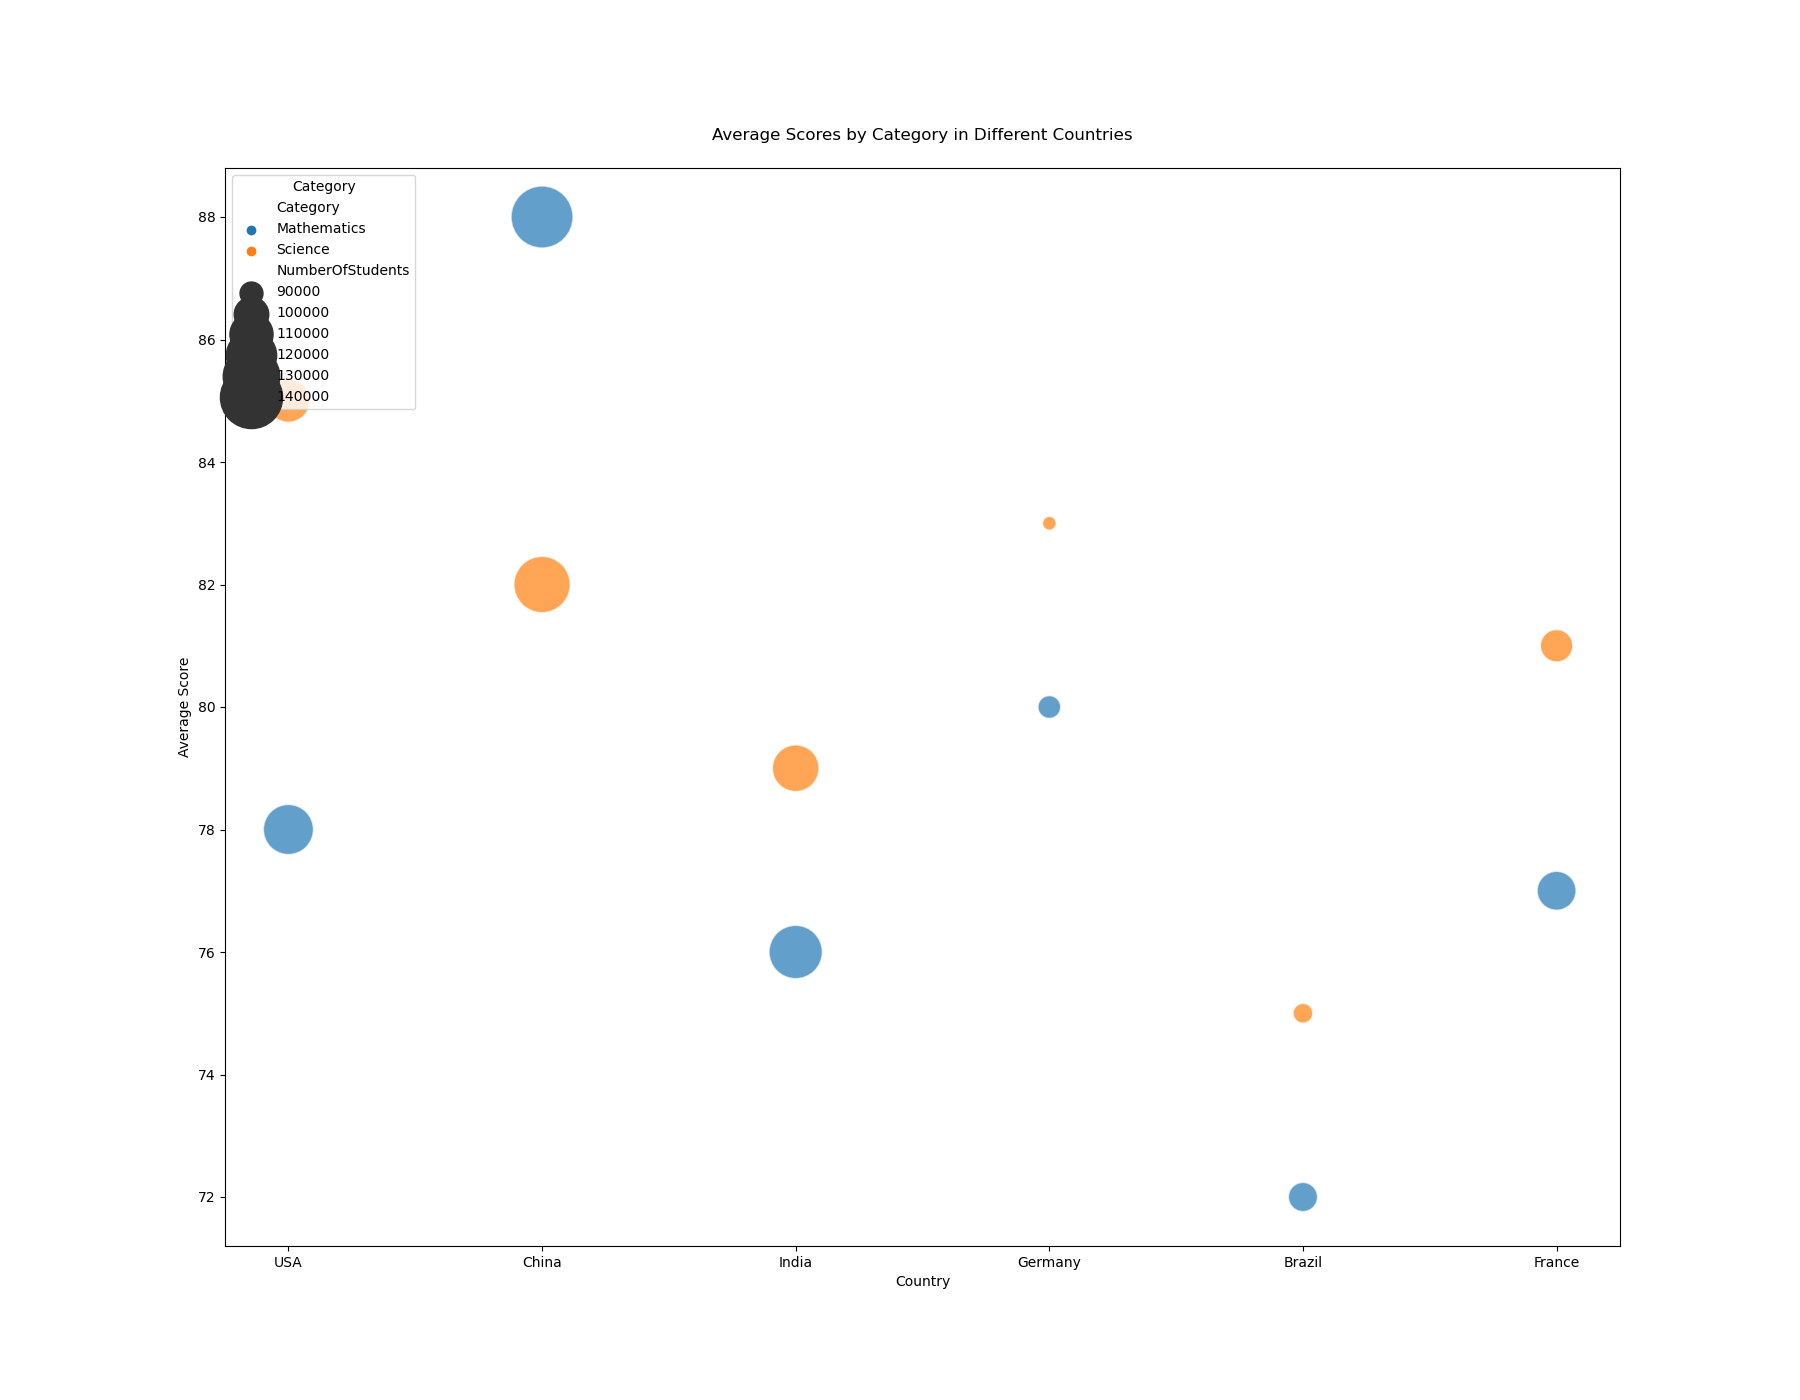 Average Scores by Category in Different Countries
Category
Category
Mathematics
Science
NumberOfStudents
90000
100000
110000
120000
130000
140000
88
86
84
82
80
78
76
74
72
Average Score
USA China India Germany Brazil France
Country